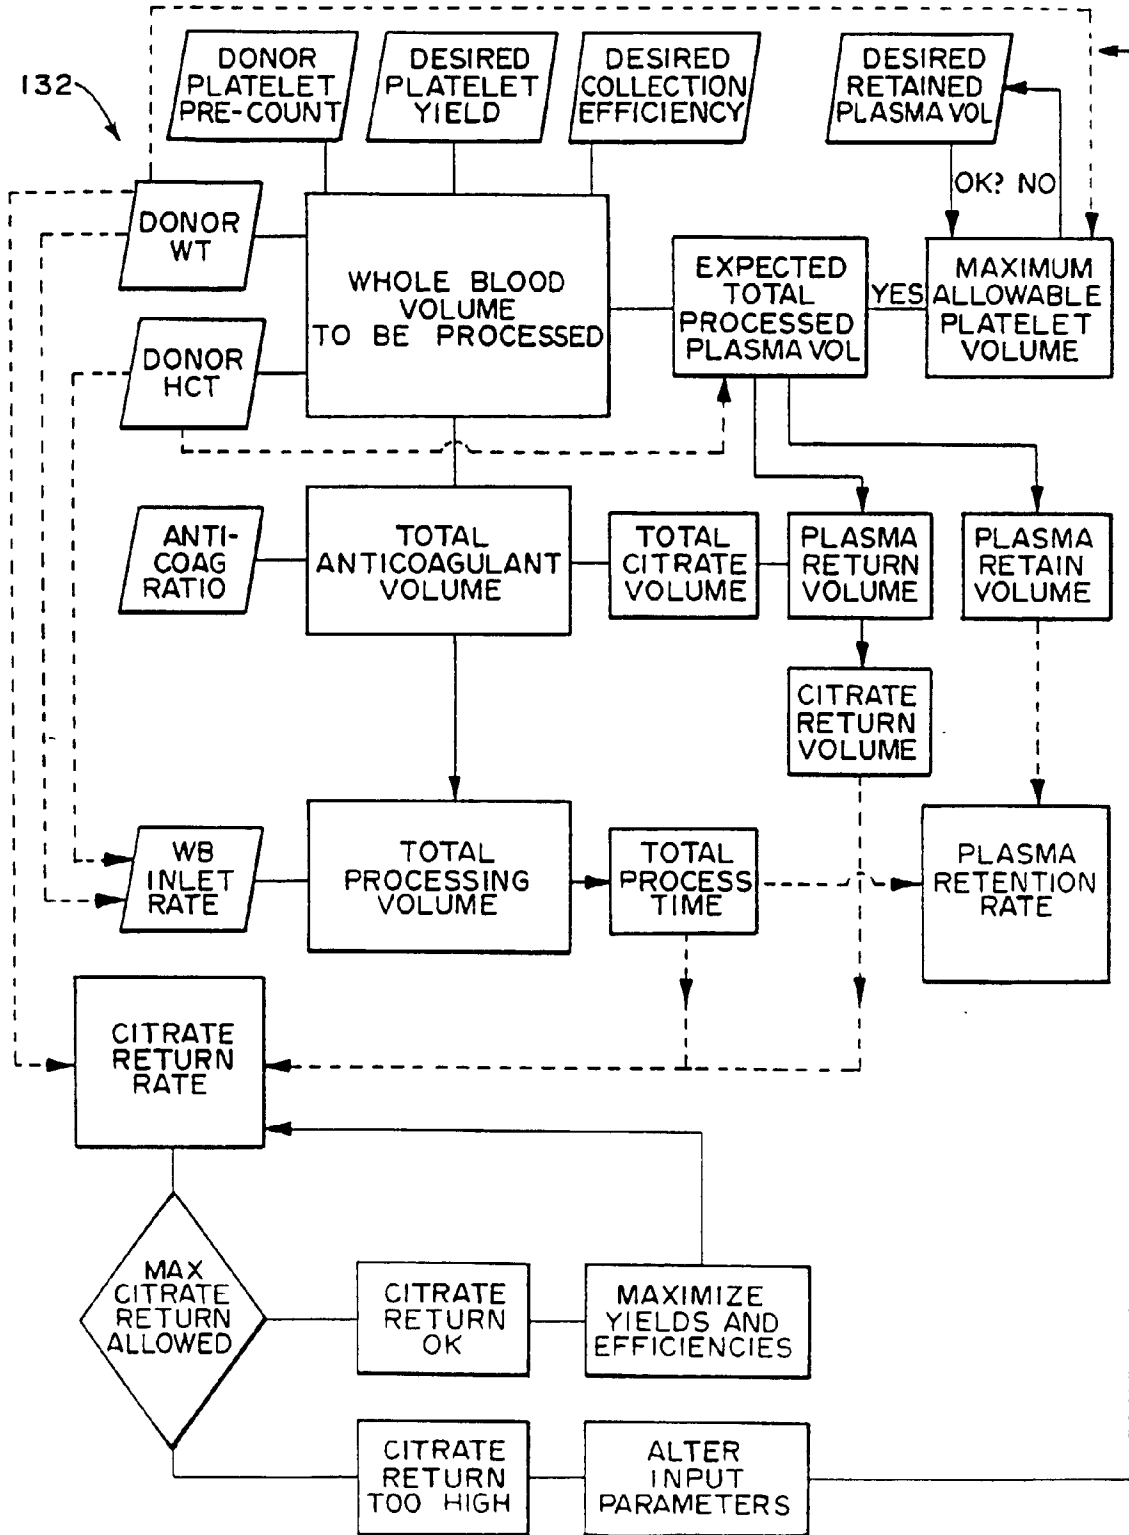 132
DONOR
PLATELET
PRE-COUNT
DESIRED
PLATELET
YIELD
DESIRED
COLLECTION
EFFICIENCY
DESIRED
RETAINED
PLASMA VOL
OK? NO
DONOR
WT
WHOLE BLOOD
VOLUME
TO BE PROCESSED
EXPECTED
TOTAL
PROCESSED
PLASMA VOL
YES
MAXIMUM
ALLOWABLE
PLATELET
VOLUME
DONOR
HCT
ANTI-
COAG
RATIO
TOTAL
ANTICOAGULANT
VOLUME
TOTAL
CITRATE
VOLUME
PLASMA
RETURN
VOLUME
PLASMA
RETAIN
VOLUME
CITRATE
RETURN
VOLUME
WB
INLET
RATE
TOTAL
PROCESSING
VOLUME
TOTAL
PROCESS
TIME
PLASMA
RETENTION
RATE
CITRATE
RETURN
RATE
MAX
CITRATE
RETURN
ALLOWED
CITRATE
RETURN
OK
MAXIMIZE
YIELDS AND
EFFICIENCIES
CITRATE
RETURN
TOO HIGH
ALTER
INPUT
PARAMETERS